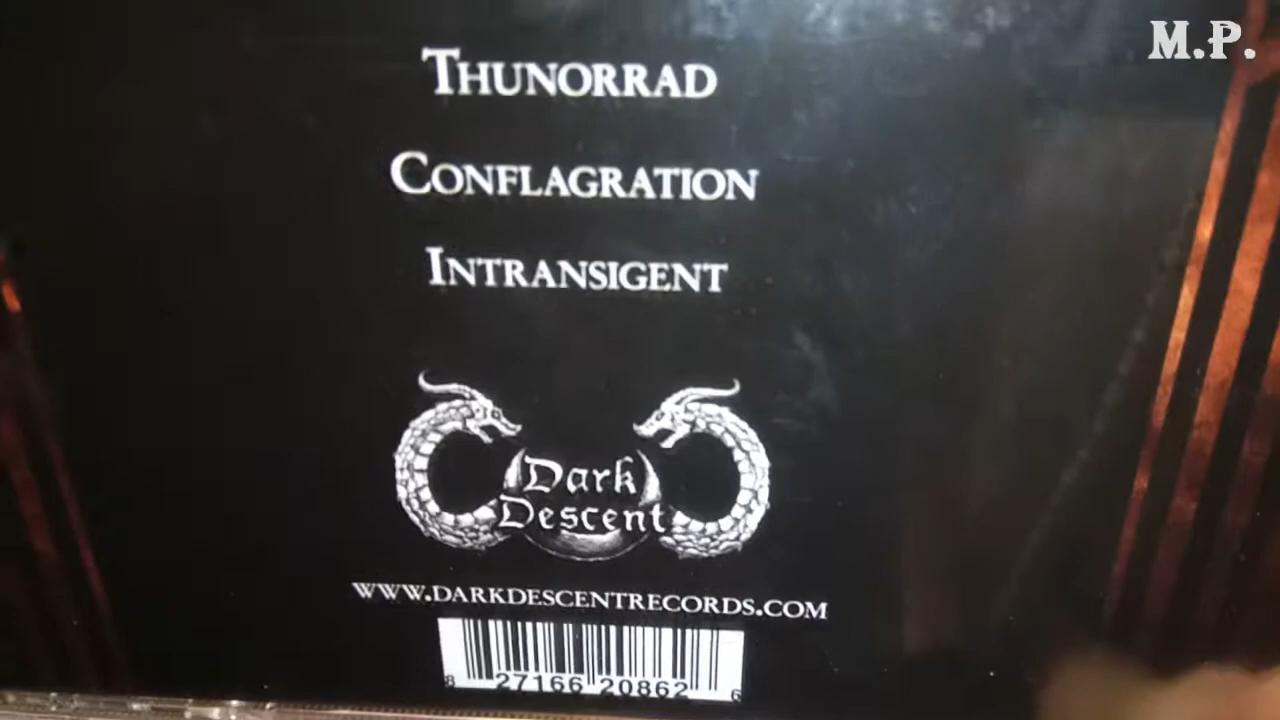 M.P.
THUNORRAD
CONFLAGRATION
INTRANSIGENT
Dark
Descent
WWW.DARKDESCENTRECORDS.COM
8 27166 20862 6